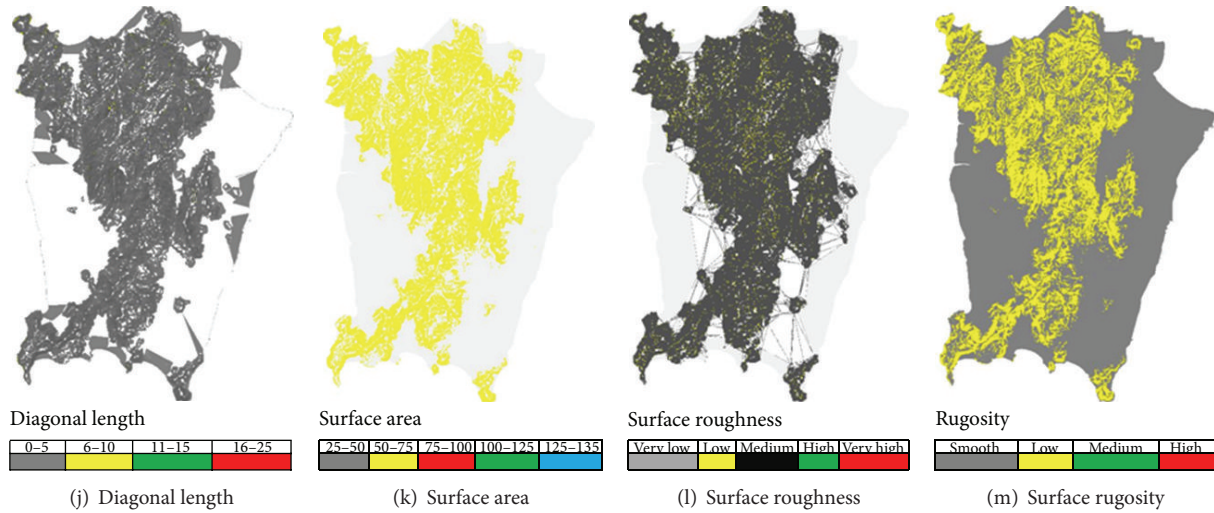 Diagonal length
0–5 6–10 11–15 16–25
(j) Diagonal length
Surface area
25–50 50–75 75–100 100–125 125–135
(k) Surface area
Surface roughness
Very low Low Medium High Very high
(l) Surface roughness
Rugosity
Smooth Low Medium High
(m) Surface rugosity